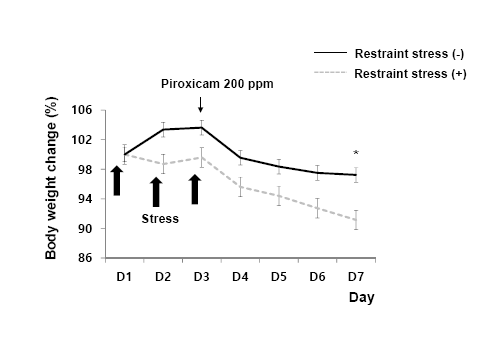 Restraint stress (-)
Restraint stress (+)
Piroxicam 200 ppm
Body weight change (%)
106
102
98
94
90
86
*
Stress
D1 D2 D3 D4 D5 D6 D7
Day